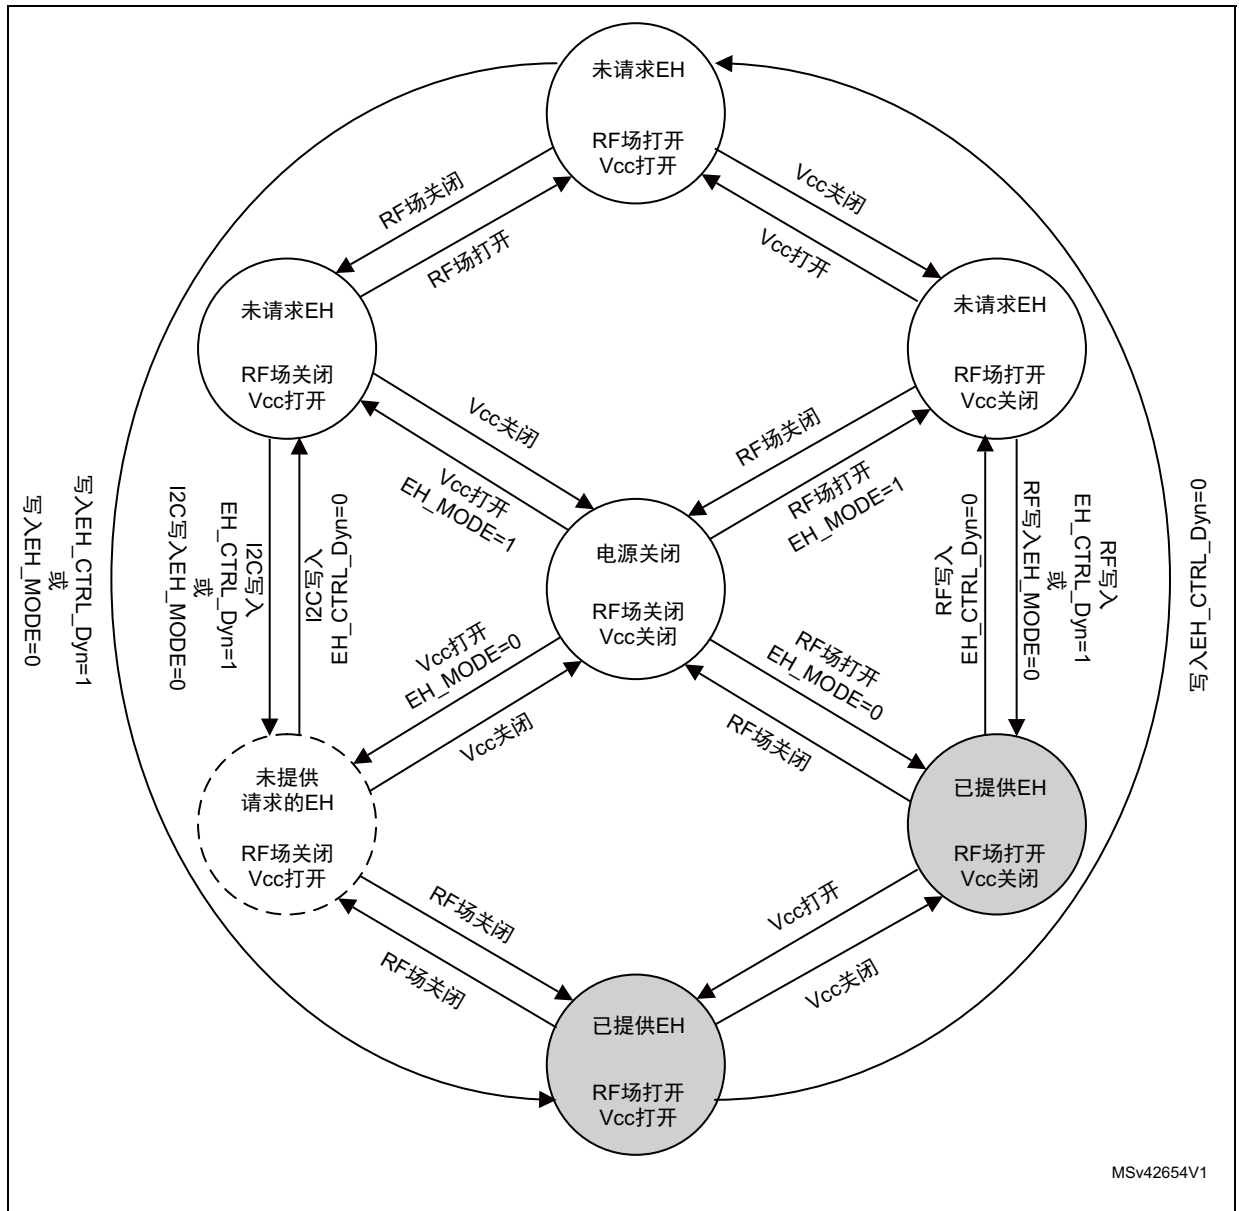 未请求EH
RF场打开
Vcc打开
RF场关闭
RF场打开
Vcc关闭
Vcc打开
未请求EH
RF场关闭
Vcc打开
未请求EH
RF场打开
Vcc关闭
Vcc关闭
Vcc打开
EH_MODE=1
RF场关闭
RF场打开
EH_MODE=1
电源关闭
RF场关闭
Vcc关闭
写入EH_CTRL_Dyn=1
或
写入EH_MODE=0
I2C写入
EH_CTRL_Dyn=1
或
I2C写入EH_MODE=0
I2C写入
EH_CTRL_Dyn=0
RF写入
EH_CTRL_Dyn=0
RF写入
EH_CTRL_Dyn=1
或
RF写入EH_MODE=0
写入EH_CTRL_Dyn=0
Vcc打开
EH_MODE=0
Vcc关闭
RF场打开
EH_MODE=0
RF场关闭
未提供
请求的EH
RF场关闭
Vcc打开
已提供EH
RF场打开
Vcc关闭
RF场关闭
RF场关闭
Vcc打开
Vcc关闭
已提供EH
RF场打开
Vcc打开
MSv42654V1